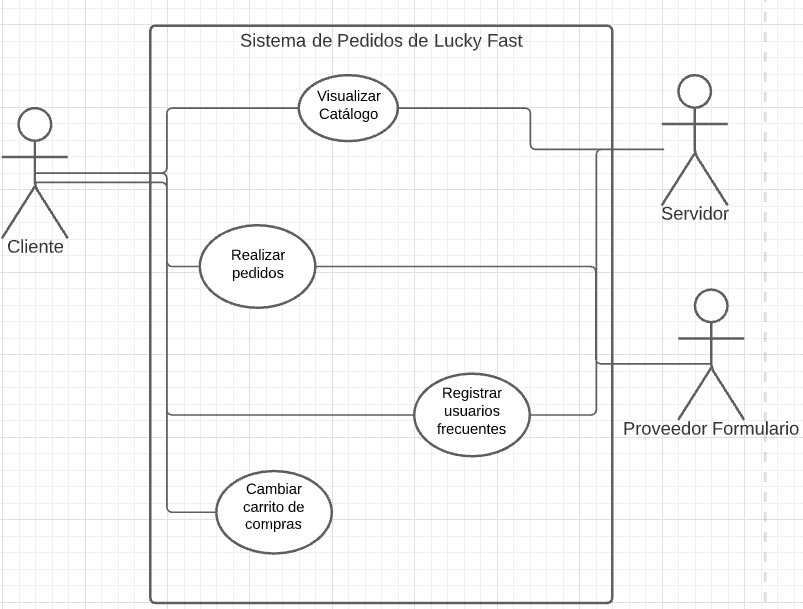 Sistema de Pedidos de Lucky Fast
Visualizar
Catálogo
Cliente
Servidor
Realizar
pedidos
Registrar
usuarios
frecuentes
Proveedor Formulario
Cambiar
carrito de
compras